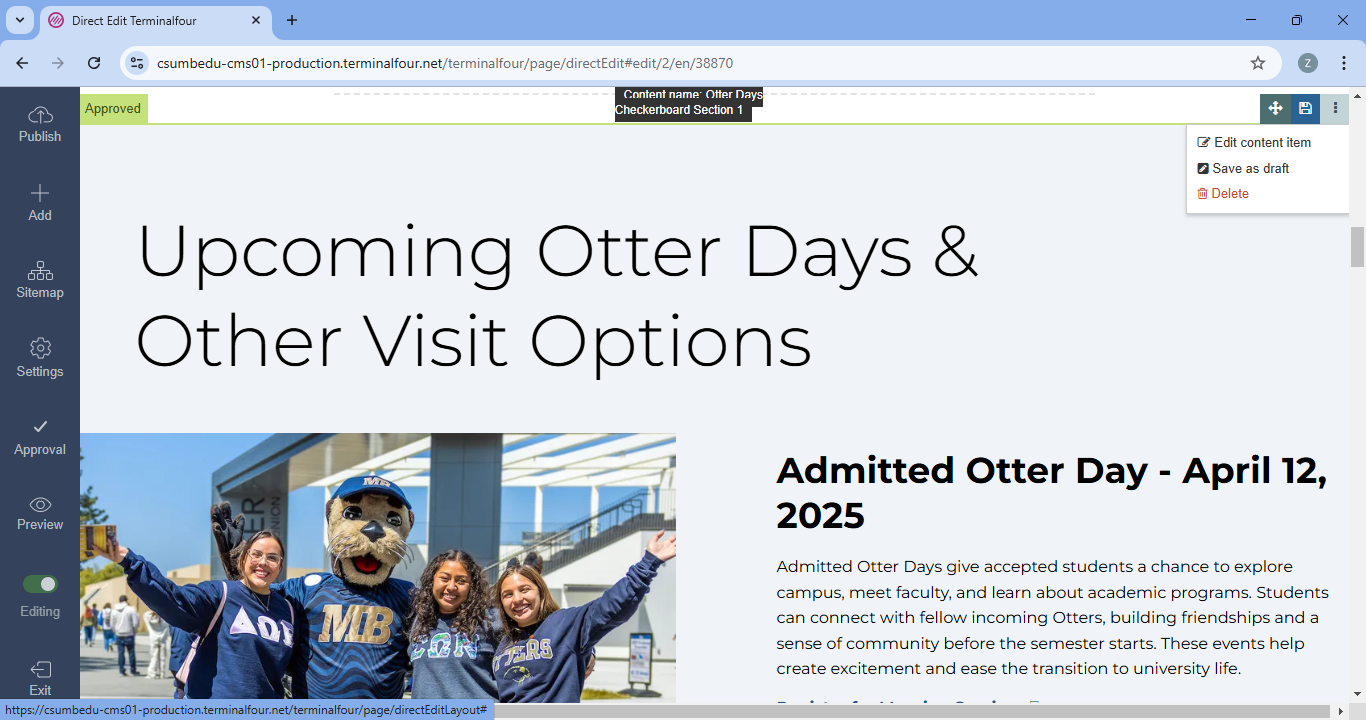 Direct Edit Terminalfour
csumbedu-cms01-production.terminalfour.net/terminalfour/page/directEdit#edit/2/en/38870
Z
Approved
Content name: Otter Days
Checkerboard Section 1
Publish
Add
Sitemap
Settings
Approval
Preview
Editing
Exit
Edit content item
Save as draft
Delete
Upcoming Otter Days &
Other Visit Options
MB
MB
OTTERS
Admitted Otter Day - April 12,
2025
Admitted Otter Days give accepted students a chance to explore
campus, meet faculty, and learn about academic programs. Students
can connect with fellow incoming Otters, building friendships and a
sense of community before the semester starts. These events help
create excitement and ease the transition to university life.
https://csumbedu-cms01-production.terminalfour.net/terminalfour/page/directEditLayout#